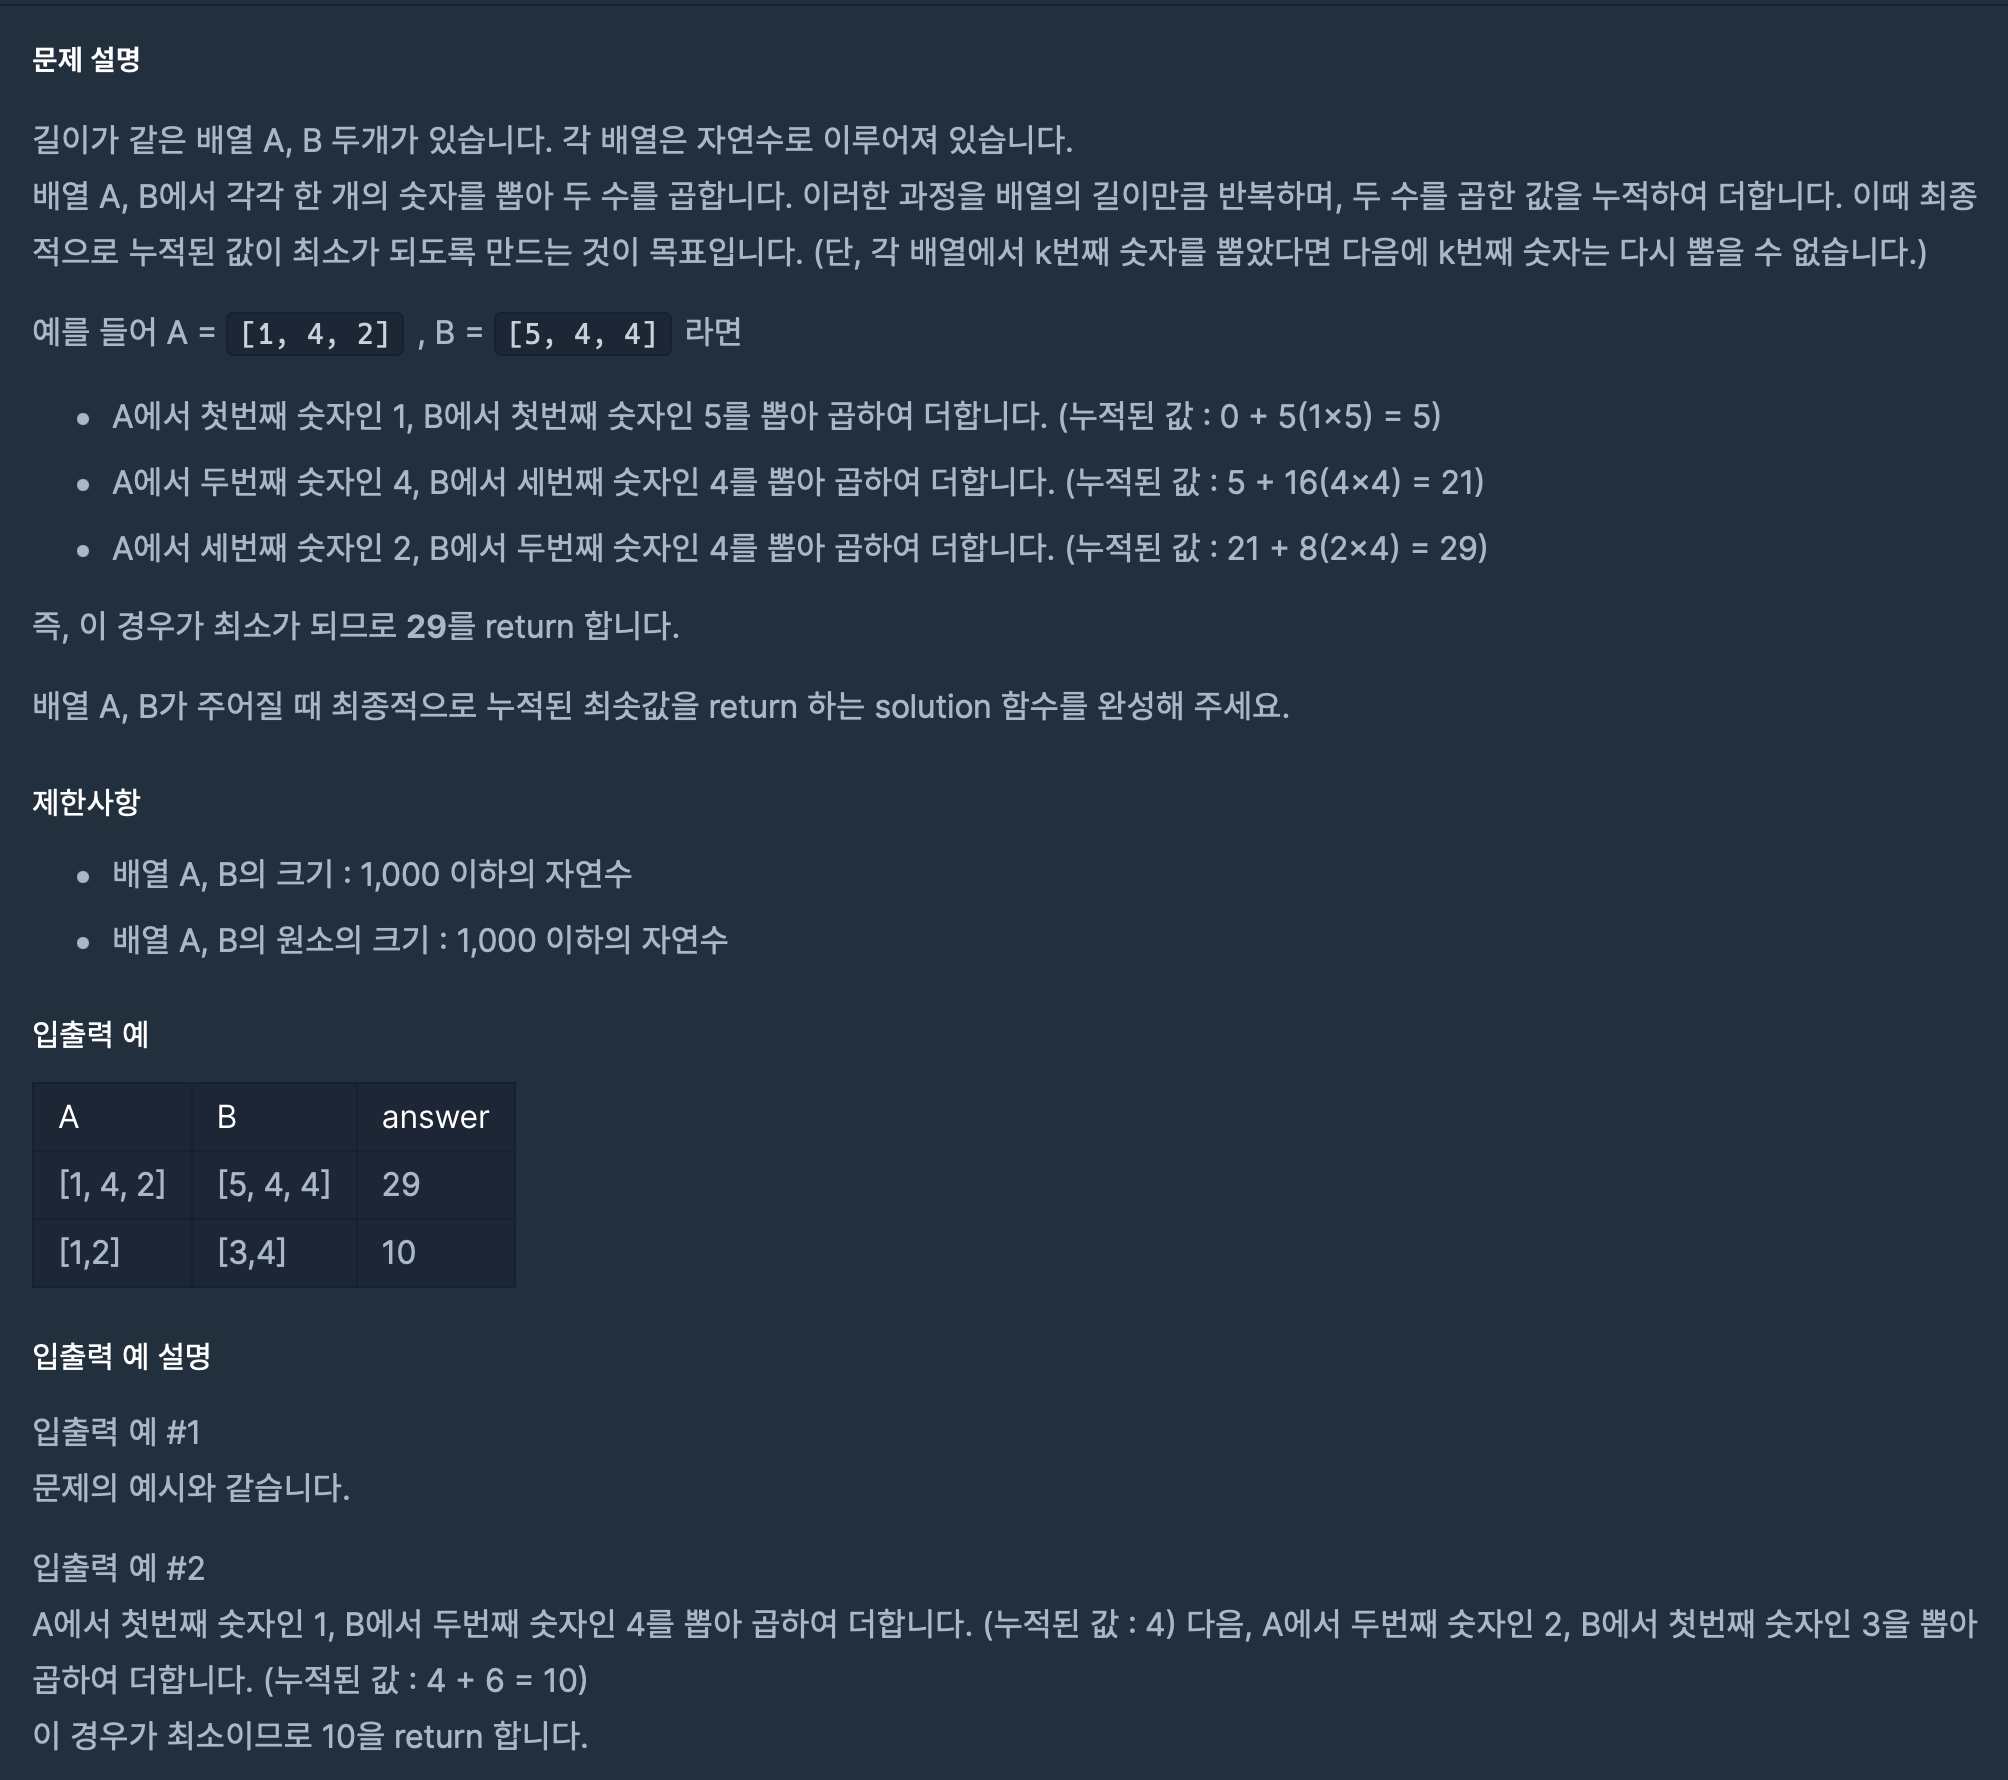 문제 설명
길이가 같은 배열 A, B 두개가 있습니다. 각 배열은 자연수로 이루어져 있습니다.
배열 A, B에서 각각 한 개의 숫자를 뽑아 두 수를 곱합니다. 이러한 과정을 배열의 길이만큼 반복하며, 두 수를 곱한 값을 누적하여 더합니다. 이때 최종
적으로 누적된 값이 최소가 되도록 만드는 것이 목표입니다. (단, 각 배열에서 k번째 숫자를 뽑았다면 다음에 k번째 숫자는 다시 뽑을 수 없습니다.)
예를 들어 A = [1, 4, 2] , B = [5, 4, 4] 라면
• A에서 첫번째 숫자인 1, B에서 첫번째 숫자인 5를 뽑아 곱하여 더합니다. (누적된 값 : 0 + 5(1×5) = 5)
• A에서 두번째 숫자인 4, B에서 세번째 숫자인 4를 뽑아 곱하여 더합니다. (누적된 값 : 5 + 16(4×4) = 21)
• A에서 세번째 숫자인 2, B에서 두번째 숫자인 4를 뽑아 곱하여 더합니다. (누적된 값 : 21 + 8(2×4) = 29)
즉, 이 경우가 최소가 되므로 29를 return 합니다.
배열 A, B가 주어질 때 최종적으로 누적된 최솟값을 return 하는 solution 함수를 완성해 주세요.
제한사항
• 배열 A, B의 크기 : 1,000 이하의 자연수
• 배열 A, B의 원소의 크기 : 1,000 이하의 자연수
입출력 예
A B answer
[1, 4, 2] [5, 4, 4] 29
[1,2] [3,4] 10
입출력 예 설명
입출력 예 #1
문제의 예시와 같습니다.
입출력 예 #2
A에서 첫번째 숫자인 1, B에서 두번째 숫자인 4를 뽑아 곱하여 더합니다. (누적된 값 : 4) 다음, A에서 두번째 숫자인 2, B에서 첫번째 숫자인 3을 뽑아
곱하여 더합니다. (누적된 값 : 4 + 6 = 10)
이 경우가 최소이므로 10을 return 합니다.